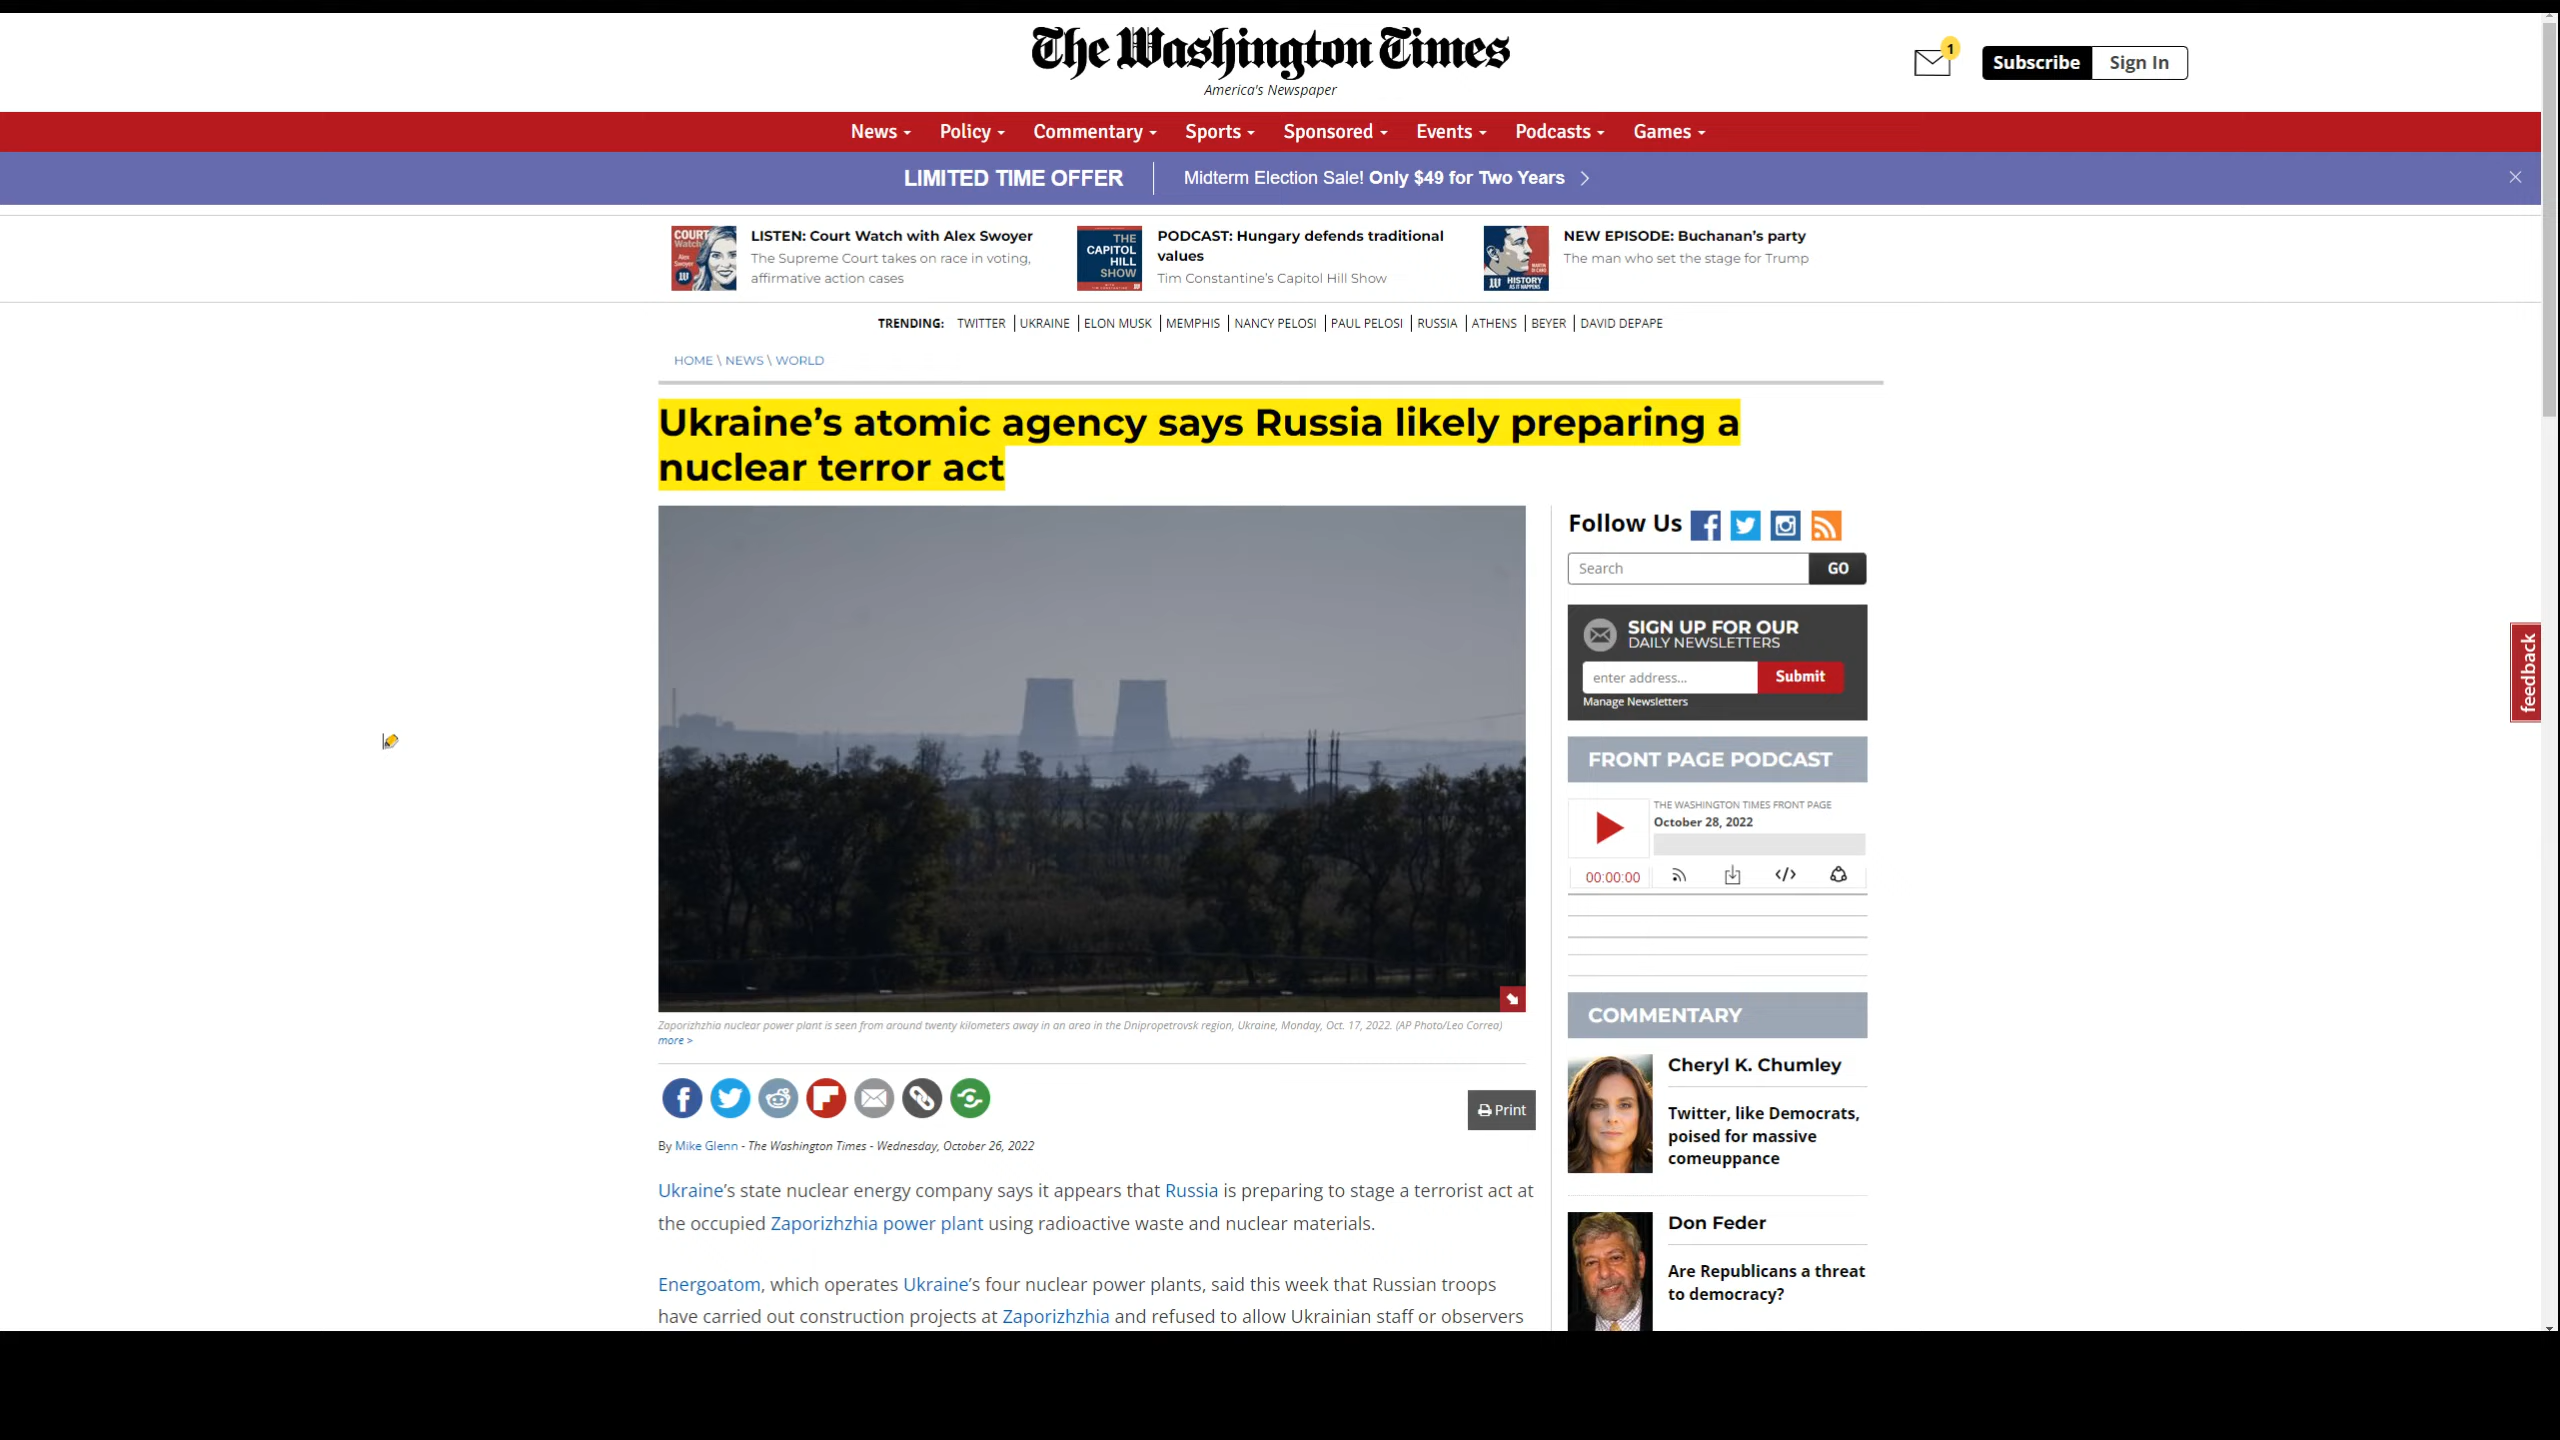 The Washington Times
America's Newspaper
1
Subscribe
Sign In
News
Policy
Commentary
Sports
Sponsored
Events
Podcasts
Games
LIMITED TIME OFFER
Midterm Election Sale! Only $49 for Two Years
LISTEN: Court Watch with Alex Swoyer
The Supreme Court takes on race in voting,
affirmative action cases
THE
CAPITOL
HILL
SHOW
PODCAST: Hungary defends traditional
values
Tim Constantine's Capitol Hill Show
HISTORY
AS IT HAPPENS
NEW EPISODE: Buchanan's party
The man who set the stage for Trump
TRENDING: TWITTER | UKRAINE | ELON MUSK | MEMPHIS | NANCY PELOSI | PAUL PELOSI | RUSSIA | ATHENS | BEYER | DAVID DEPAPE
HOME \ NEWS \ WORLD
Ukraine’s atomic agency says Russia likely preparing a
nuclear terror act
Zaporizhzhia nuclear power plant is seen from around twenty kilometers away in an area in the Dnipropetrovsk region, Ukraine, Monday, Oct. 17, 2022. (AP Photo/Leo Correa)
more >
Print
By Mike Glenn - The Washington Times - Wednesday, October 26, 2022
Ukraine’s state nuclear energy company says it appears that Russia is preparing to stage a terrorist act at
the occupied Zaporizhzhia power plant using radioactive waste and nuclear materials.
Energoatom, which operates Ukraine’s four nuclear power plants, said this week that Russian troops
have carried out construction projects at Zaporizhzhia and refused to allow Ukrainian staff or observers
Follow Us
Search
GO
SIGN UP FOR OUR
DAILY NEWSLETTERS
enter address...
Submit
Manage Newsletters
FRONT PAGE PODCAST
THE WASHINGTON TIMES FRONT PAGE
October 28, 2022
00:00:00
COMMENTARY
Cheryl K. Chumley
Twitter, like Democrats,
poised for massive
comeuppance
Don Feder
Are Republicans a threat
to democracy?
feedback